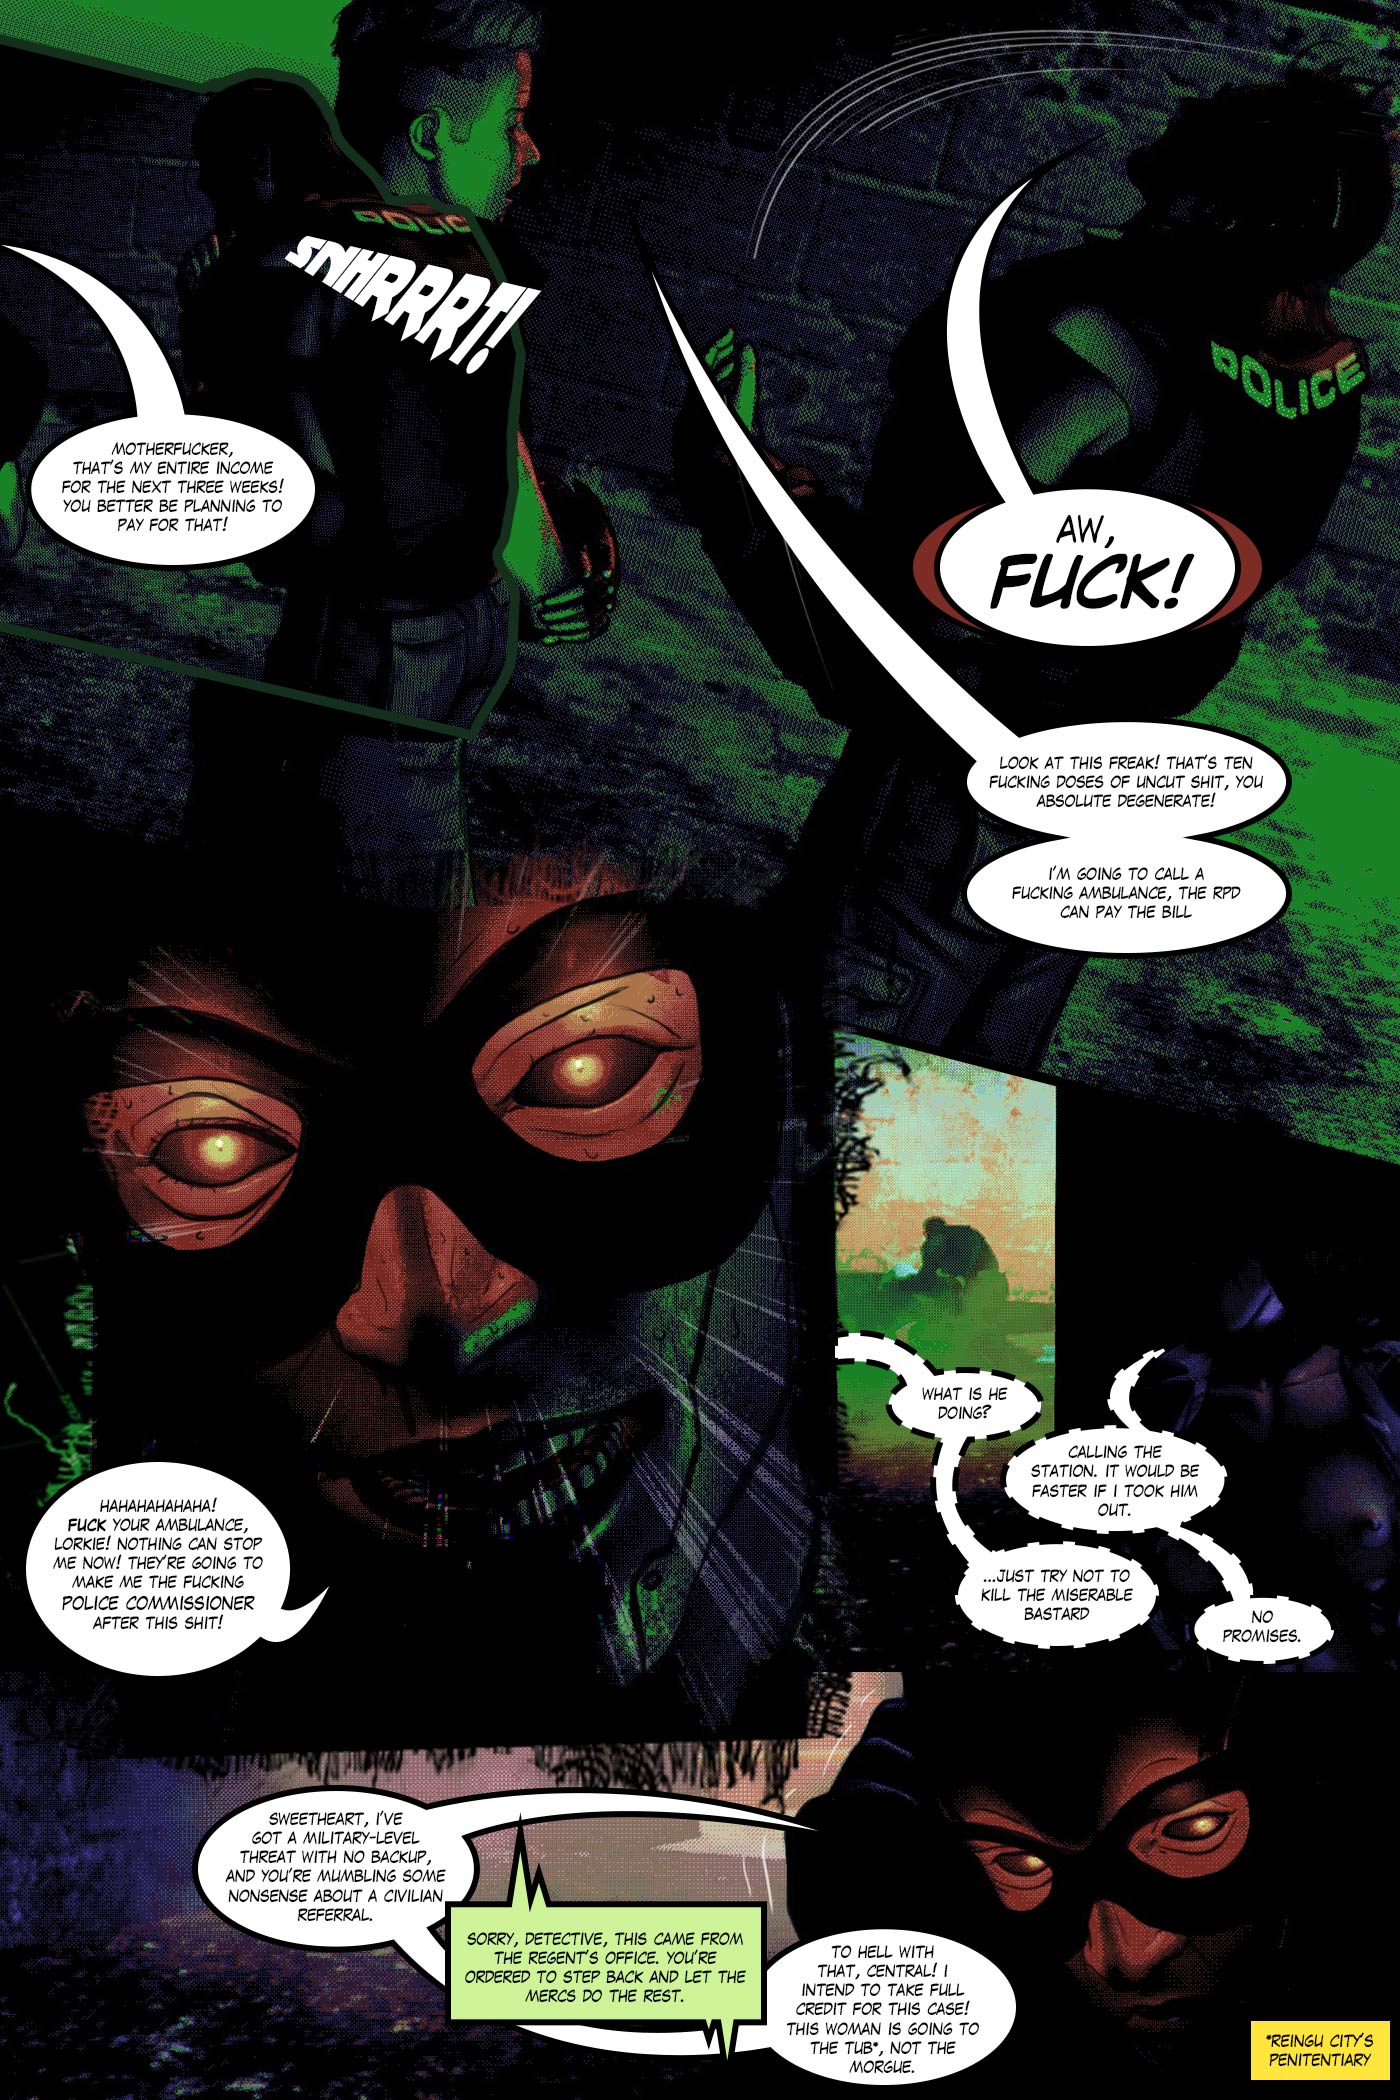 POLIC
SNHRRRT!
MOTHERFUCKER,
THAT'S MY ENTIRE INCOME
FOR THE NEXT THREE WEEKS!
YOU BETTER BE PLANNING TO
PAY FOR THAT!
POLICE
AW,
FUCK!
LOOK AT THIS FREAK! THAT'S TEN
FUCKING DOSES OF UNCUT SHIT, YOU
ABSOLUTE DEGENERATE!
I'M GOING TO CALL A
FUCKING AMBULANCE, THE RPD
CAN PAY THE BILL
HAHAHAHAHAHA!
FUCK YOUR AMBULANCE,
LORKIE! NOTHING CAN STOP
ME NOW! THEY'RE GOING TO
MAKE ME THE FUCKING
POLICE COMMISSIONER
AFTER THIS SHIT!
WHAT IS HE
DOING?
CALLING THE
STATION. IT WOULD BE
FASTER IF I TOOK HIM
OUT.
...JUST TRY NOT TO
KILL THE MISERABLE
BASTARD
NO
PROMISES.
SWEETHEART, I'VE
GOT A MILITARY-LEVEL
THREAT WITH NO BACKUP,
AND YOU'RE MUMBLING SOME
NONSENSE ABOUT A CIVILIAN
REFERRAL.
SORRY, DETECTIVE, THIS CAME FROM
THE REGENT'S OFFICE. YOU'RE
ORDERED TO STEP BACK AND LET THE
MERCS DO THE REST.
TO HELL WITH
THAT, CENTRAL! I
INTEND TO TAKE FULL
CREDIT FOR THIS CASE!
THIS WOMAN IS GOING TO
THE TUB*, NOT THE
MORGUE.
*REINGU CITY'S
PENITENTIARY